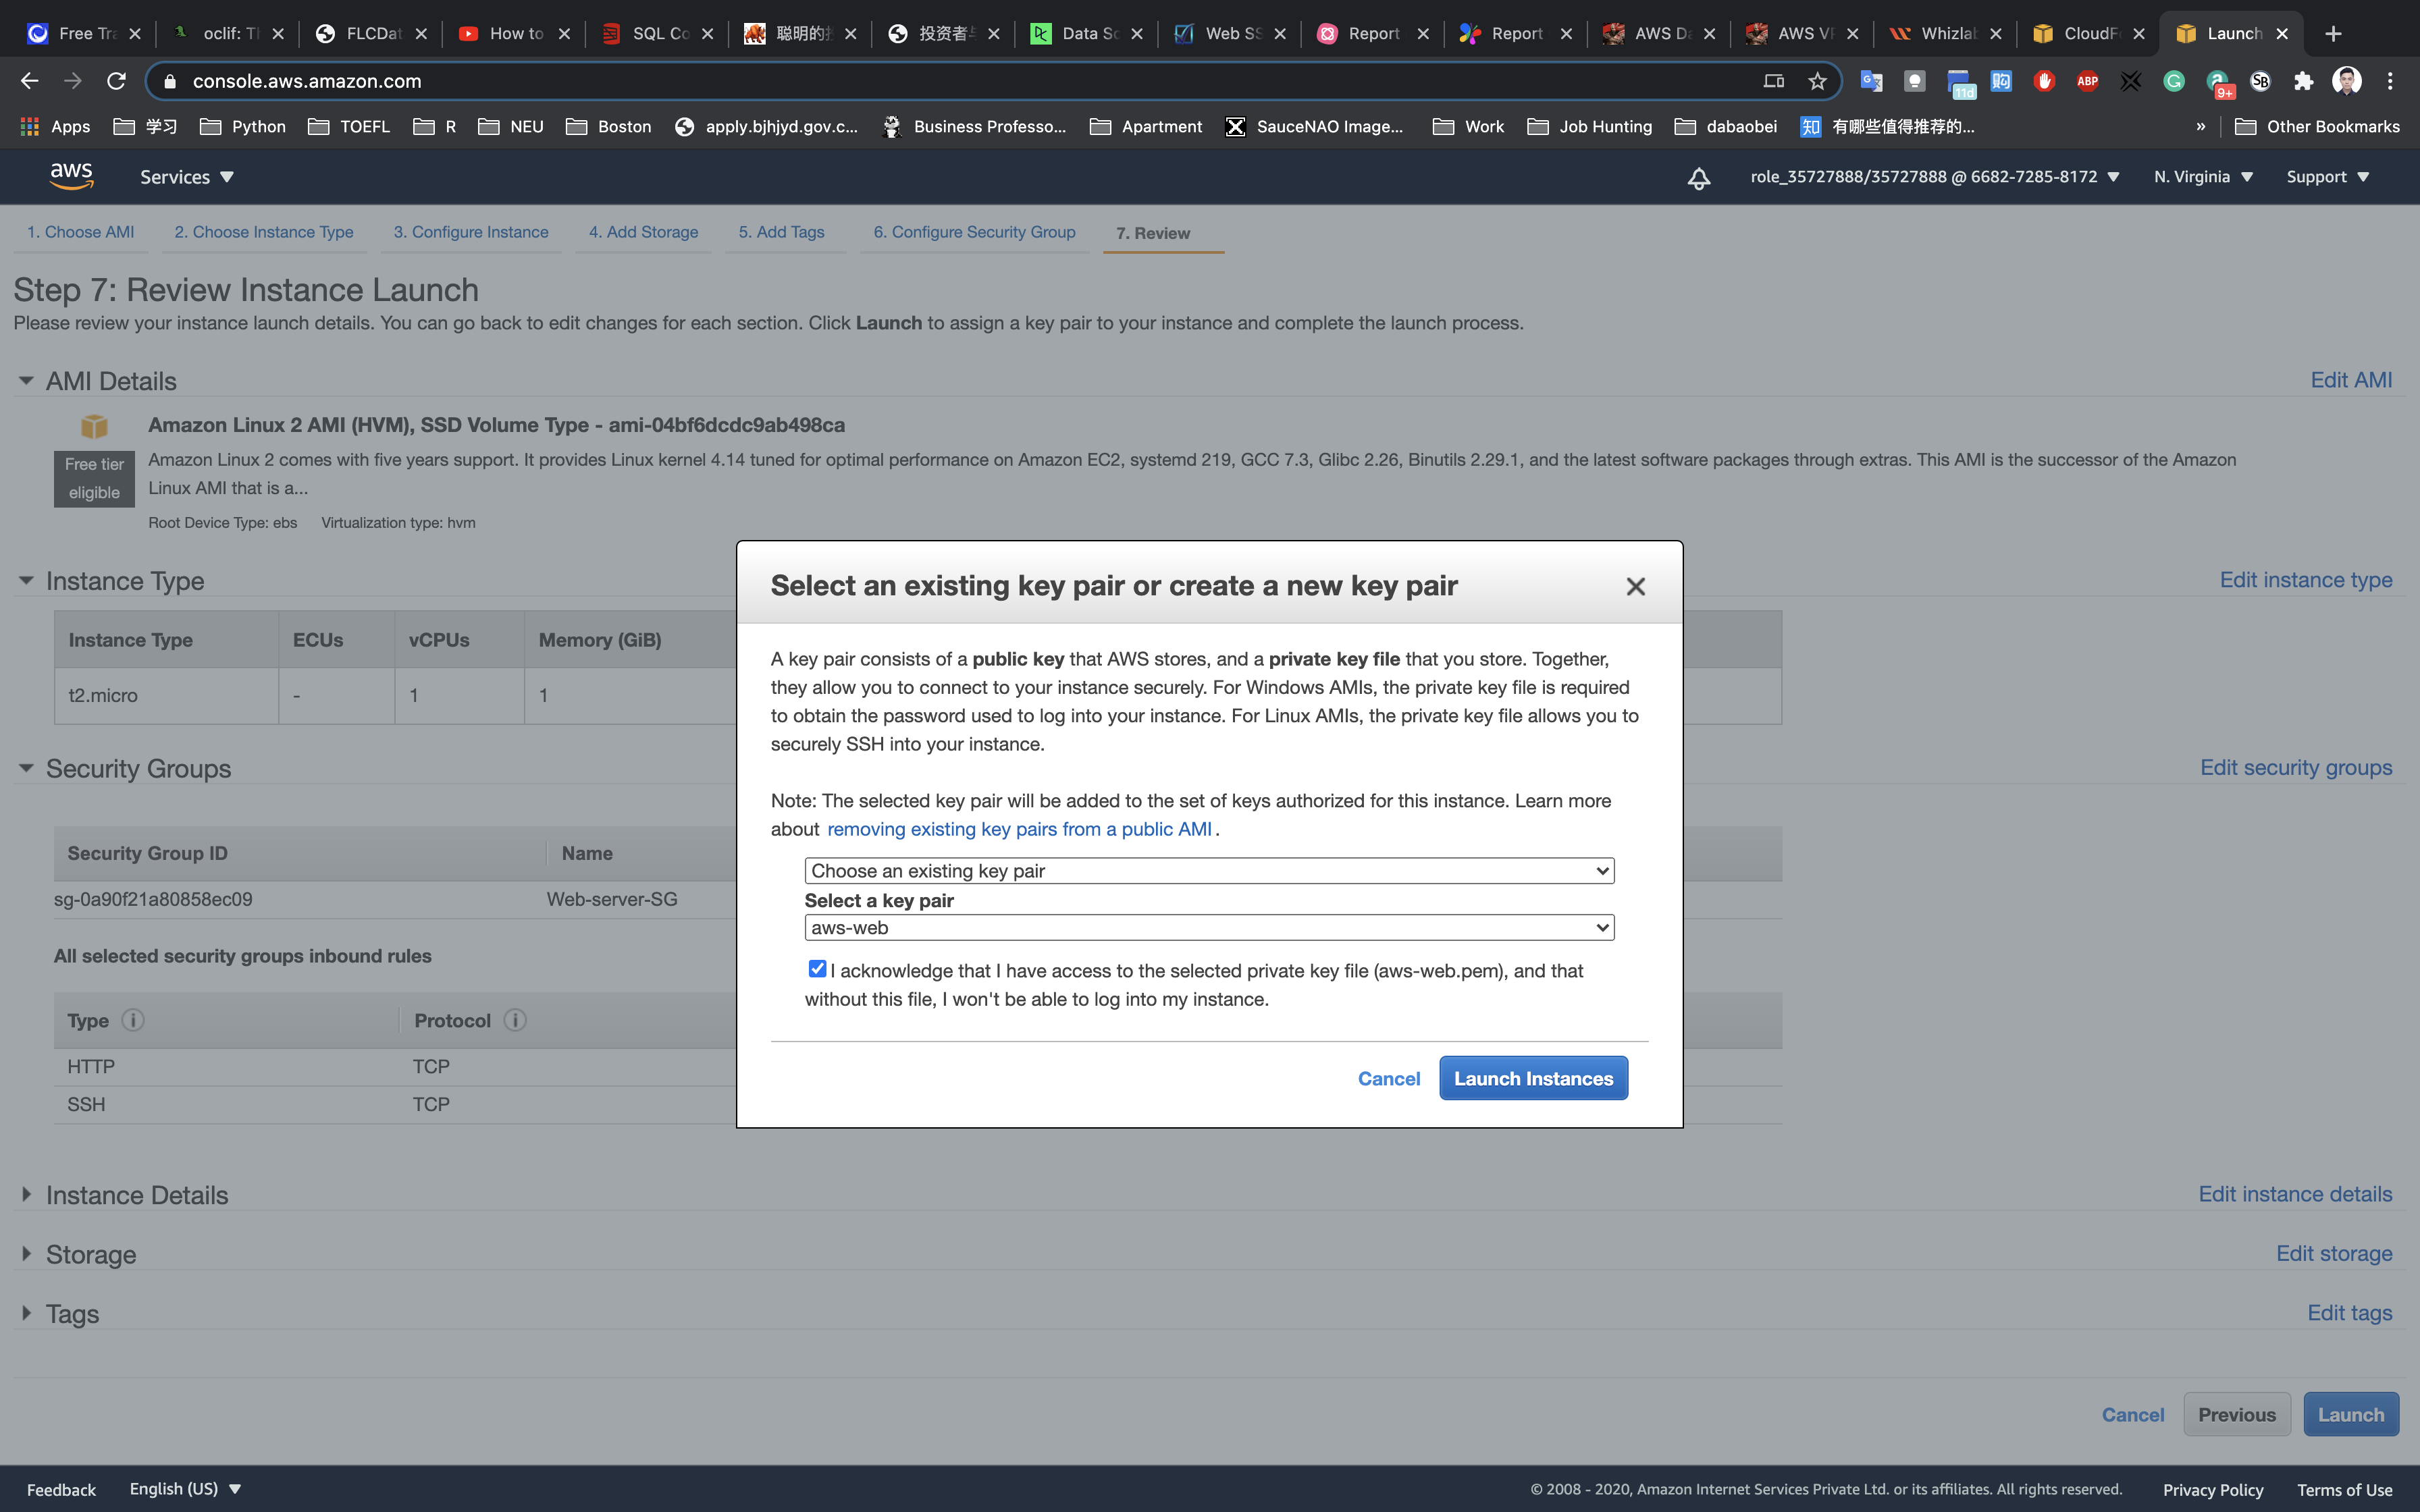 Free Tra
oclif: Th
FLCDat
How to
SQL Co
聪明的
投资者
Data Sc
Web SS
Report
Report
AWS Da
AWS VP
Whizlab
CloudFo
Launch
console.aws.amazon.com
11d
ABP
9+
SB
Apps
学习
Python
TOEFL
R
NEU
Boston
apply.bjhjyd.gov.c...
Business Professo...
Apartment
SauceNAO Image...
Work
Job Hunting
dabaobei
知 有哪些值得推荐的...
»
Other Bookmarks
aws
Services
role_35727888/35727888 @ 6682-7285-8172
N. Virginia
Support
1. Choose AMI
2. Choose Instance Type
3. Configure Instance
4. Add Storage
5. Add Tags
6. Configure Security Group
7. Review
Step 7: Review Instance Launch
Please review your instance launch details. You can go back to edit changes for each section. Click Launch to assign a key pair to your instance and complete the launch process.
AMI Details
Edit AMI
Amazon Linux 2 AMI (HVM), SSD Volume Type - ami-04bf6dcdc9ab498ca
Free tier
eligible
Amazon Linux 2 comes with five years support. It provides Linux kernel 4.14 tuned for optimal performance on Amazon EC2, systemd 219, GCC 7.3, Glibc 2.26, Binutils 2.29.1, and the latest software packages through extras. This AMI is the successor of the Amazon
Linux AMI that is a...
Root Device Type: ebs Virtualization type: hvm
Instance Type
Edit instance type
Instance Type ECUs vCPUs Memory (GiB)
t2.micro - 1 1
Security Groups
Edit security groups
Security Group ID Name
sg-0a90f21a80858ec09 Web-server-SG
All selected security groups inbound rules
Type Protocol
HTTP TCP
SSH TCP
Select an existing key pair or create a new key pair
A key pair consists of a public key that AWS stores, and a private key file that you store. Together,
they allow you to connect to your instance securely. For Windows AMIs, the private key file is required
to obtain the password used to log into your instance. For Linux AMIs, the private key file allows you to
securely SSH into your instance.
Note: The selected key pair will be added to the set of keys authorized for this instance. Learn more
about removing existing key pairs from a public AMI .
Choose an existing key pair
Select a key pair
aws-web
I acknowledge that I have access to the selected private key file (aws-web.pem), and that
without this file, I won't be able to log into my instance.
Cancel
Launch Instances
Instance Details
Edit instance details
Storage
Edit storage
Tags
Edit tags
Cancel
Previous
Launch
Feedback
English (US)
© 2008 - 2020, Amazon Internet Services Private Ltd. or its affiliates. All rights reserved.
Privacy Policy
Terms of Use